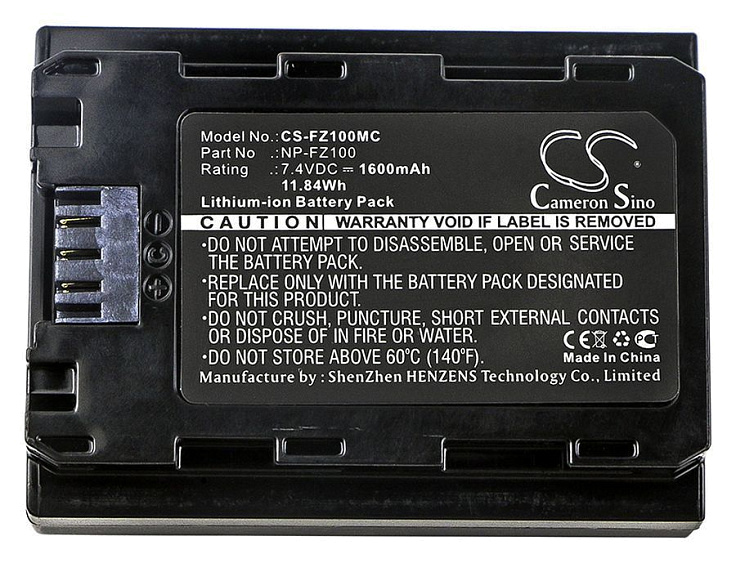 Model No.: CS-FZ100MC
Part No : NP-FZ100
Rating : 7.4VDC ⎓ 1600mAh
11.84Wh
Lithium-ion Battery Pack
CS
Cameron Sino
CAUTION WARRANTY VOID IF LABEL IS REMOVED
•DO NOT ATTEMPT TO DISASSEMBLE, OPEN OR SERVICE
THE BATTERY PACK.
•REPLACE ONLY WITH THE BATTERY PACK DESIGNATED
FOR THIS PRODUCT.
•DO NOT CRUSH, PUNCTURE, SHORT EXTERNAL CONTACTS
OR DISPOSE OF IN FIRE OR WATER.
•DO NOT STORE ABOVE 60°C (140°F).
CE
Made In China
Manufacture by : ShenZhen HENZENS Technology Co., Limited
− C +